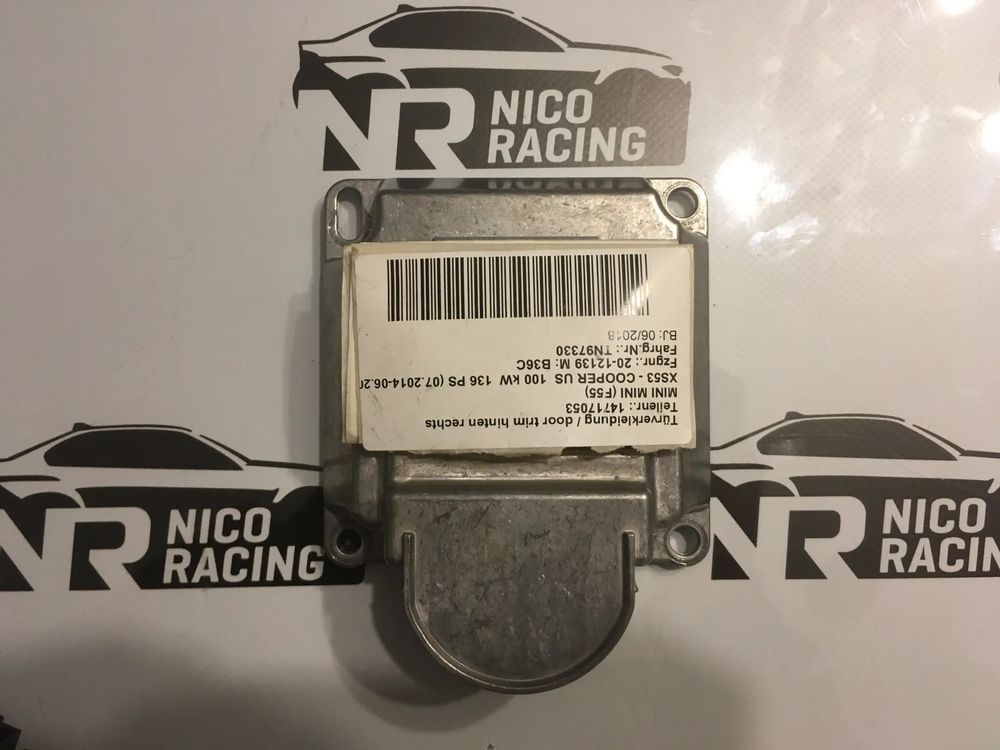 NR NICO
RACING
Türverkleidung / door trim hinten rechts
Teilenr.: 14717053
MINI MINI (F55)
XS53 - COOPER US 100 kW 136 PS (07.2014-06.20
Fzgnr.: 20-12139 M: B36C
Fahrg.Nr.: TN97330
BJ: 06/2018
NR NICO
RACING
NR NICO
RACING